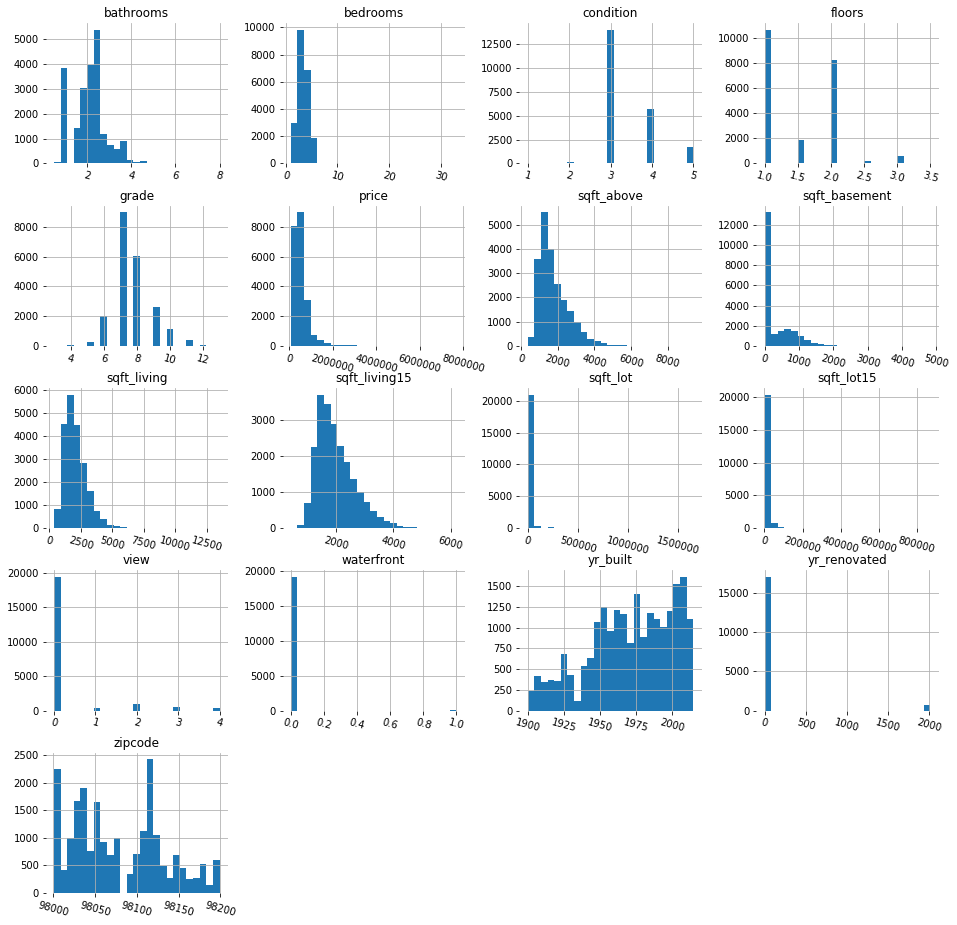 bathrooms bedrooms condition floors
5000 10000 12500 10000
4000 8000 10000 8000
3000 6000 7500 6000
2000 4000 5000 4000
1000 2000 2500 2000
0 0 0 0
2 4 6 8 0 10 20 30 1 2 3 4 5 1.0 1.5 2.0 2.5 3.0 3.5
grade price sqft_above sqft_basement
8000 8000 5000 12000
6000 6000 4000 10000
4000 4000 3000 8000
2000 2000 2000 6000
0 0 1000 4000
0 2000
0
4 6 8 10 12 0 2000000 4000000 6000000 8000000 0 2000 4000 6000 8000 0 1000 2000 3000 4000 5000
sqft_living sqft_living15 sqft_lot sqft_lot15
6000 3000 20000 20000
5000 2000 15000 15000
4000 1000 10000 10000
3000 0 5000 5000
2000 0 0
1000
0
0 2500 5000 7500 10000 12500 2000 4000 6000 0 500000 1000000 1500000 0 200000 400000 600000 800000
view waterfront yr_built yr_renovated
20000 20000 1500 15000
15000 15000 1250 10000
10000 10000 1000 5000
5000 5000 750 0
0 0 500
250
0
0 1 2 3 4 0.0 0.2 0.4 0.6 0.8 1.0 1900 1925 1950 1975 2000 0 500 1000 1500 2000
zipcode
2500
2000
1500
1000
500
0
98000 98050 98100 98150 98200